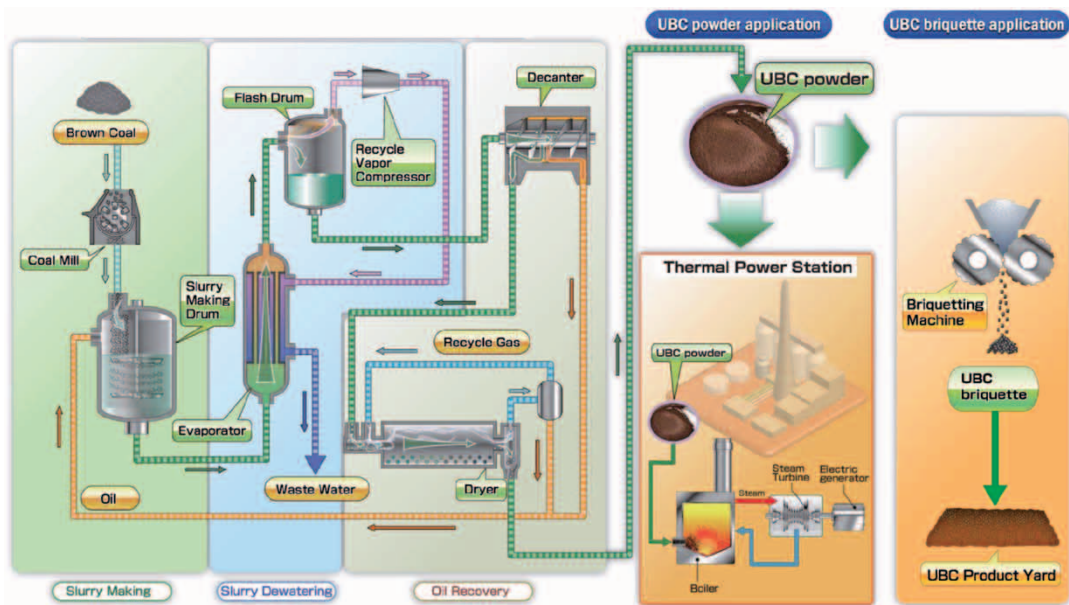 UBC powder application
UBC briquette application
Brown Coal
Coal Mill
Slurry
Making
Drum
Oil
Flash Drum
Recycle
Vapor
Compressor
Evaporator
Waste Water
Decanter
Recycle Gas
Dryer
Slurry Making
Slurry Dewatering
Oil Recovery
UBC powder
Thermal Power Station
UBC powder
Steam
Steam
Turbine
Electric
generator
Boiler
Briquetting
Machine
UBC
briquette
UBC Product Yard